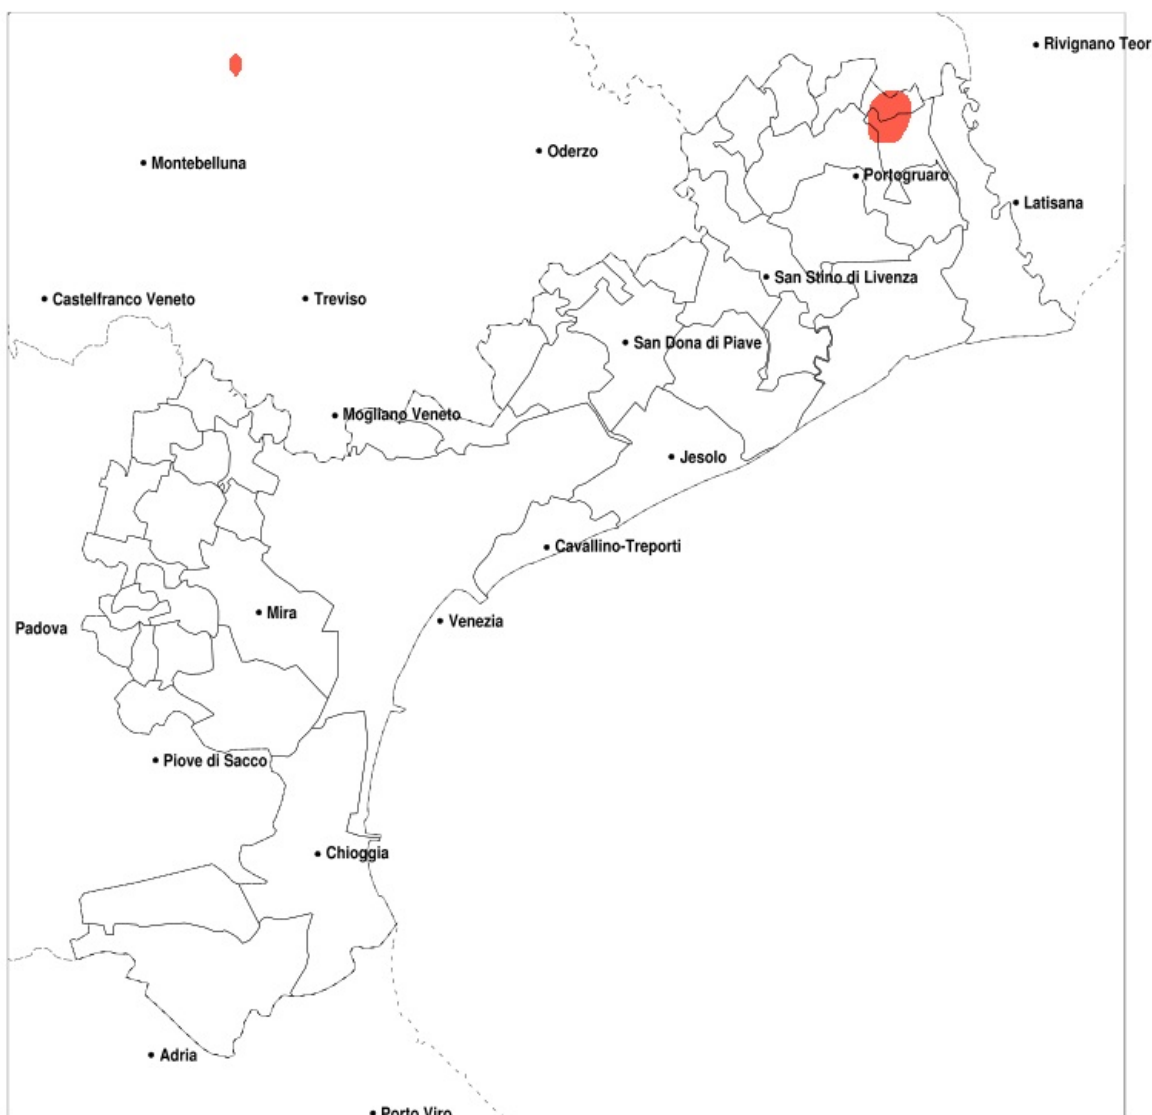 Rivignano Teor
Oderzo
Montebelluna
Portogruaro
Latisana
San Stino di Livenza
Castelfranco Veneto
Treviso
San Dona di Piave
Mogliano Veneto
Jesolo
Cavallino-Treporti
Mira
Venezia
Padova
Piove di Sacco
Chioggia
Adria
Porto Viro